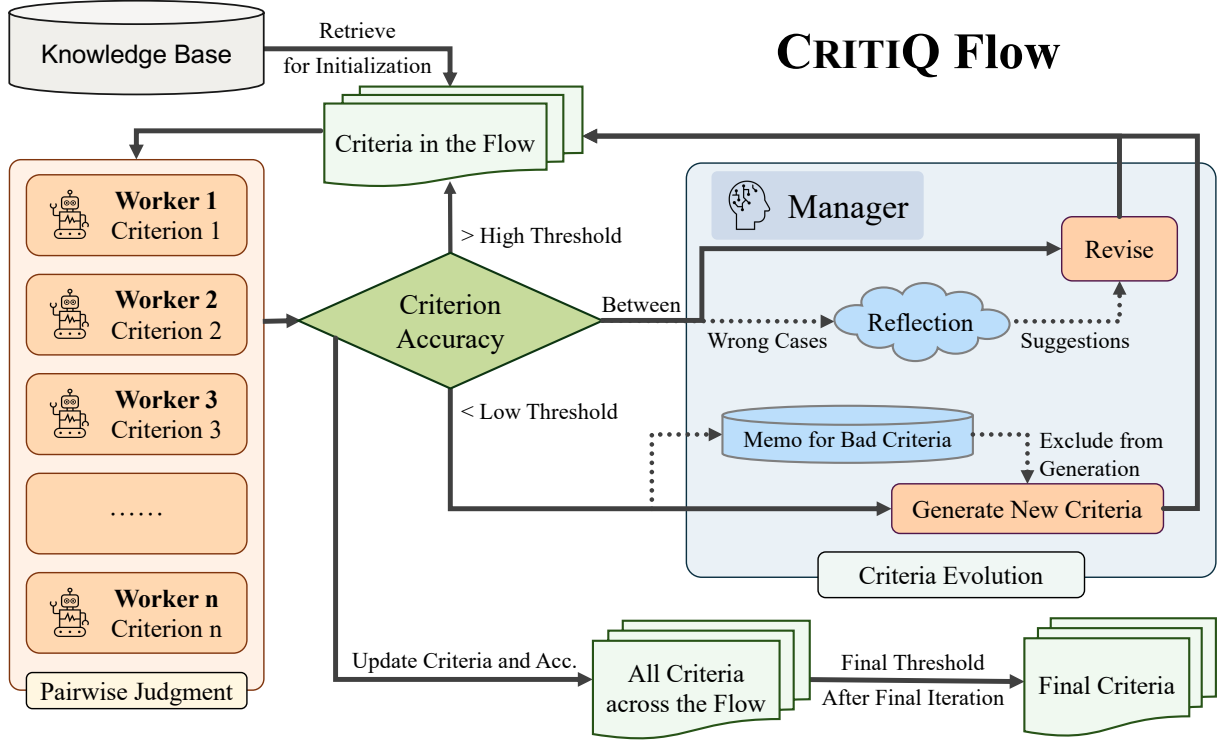 Knowledge Base
Retrieve
for Initialization
CRITIQ Flow
Criteria in the Flow
Worker 1
Criterion 1
Worker 2
Criterion 2
Worker 3
Criterion 3
……
Worker n
Criterion n
Pairwise Judgment
> High Threshold
Criterion
Accuracy
Between
< Low Threshold
Manager
Revise
Reflection
Wrong Cases
Suggestions
Memo for Bad Criteria
Exclude from
Generation
Generate New Criteria
Criteria Evolution
Update Criteria and Acc.
All Criteria
across the Flow
Final Threshold
After Final Iteration
Final Criteria